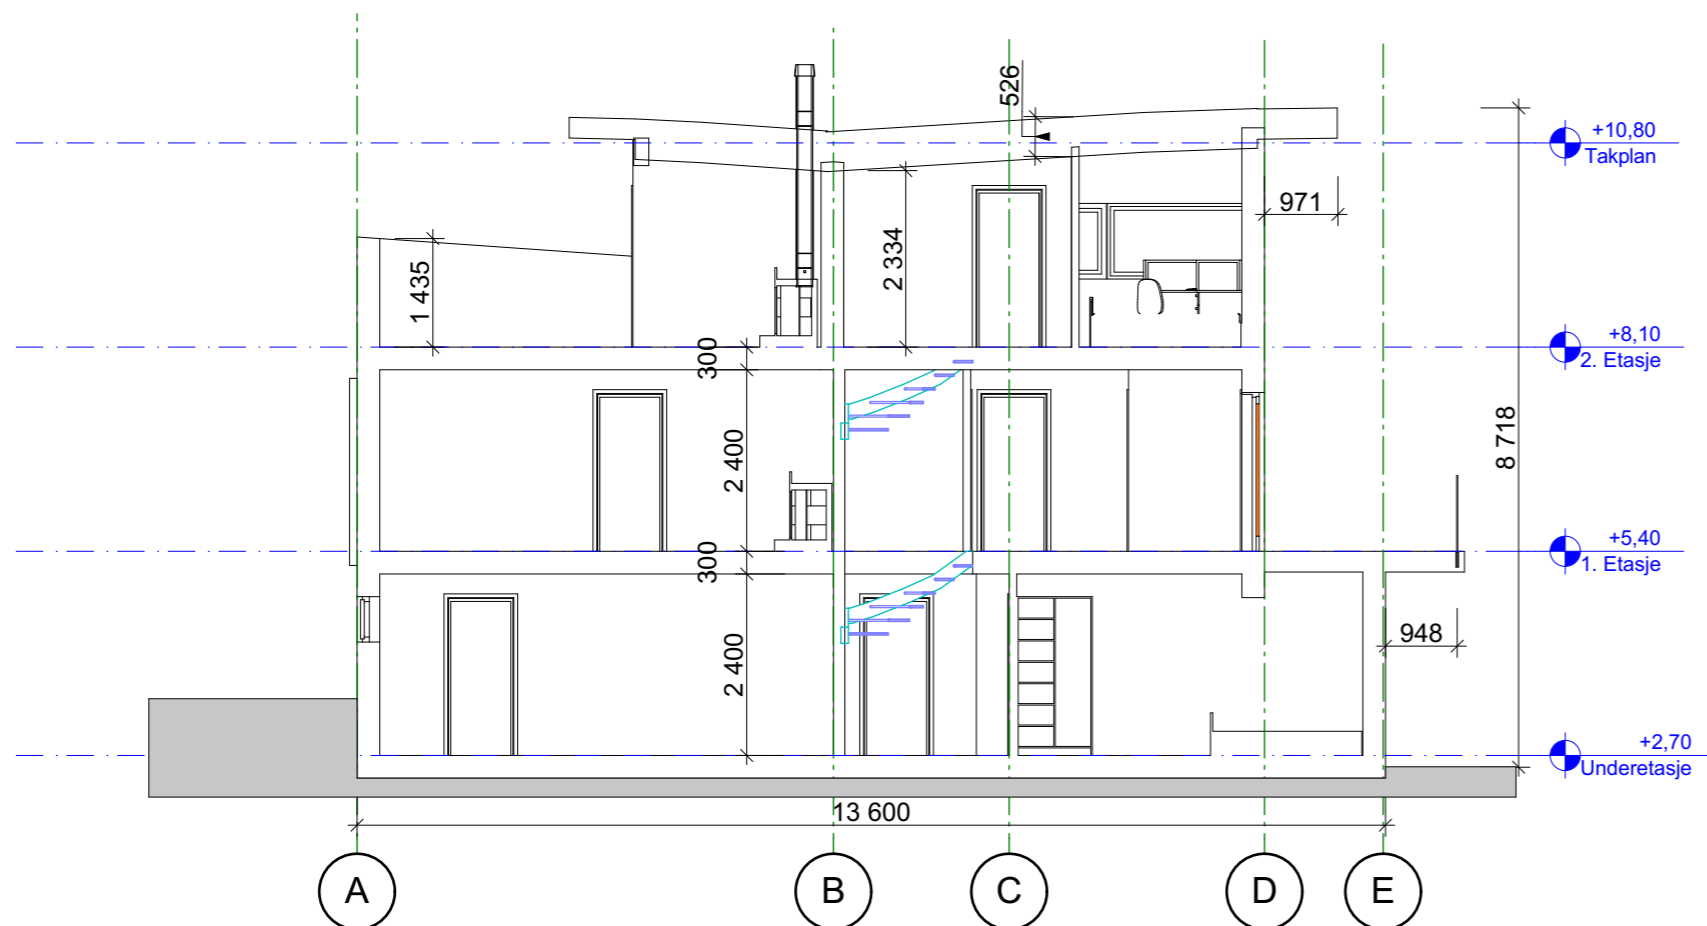 526
+10,80
Takplan
971
2 334
1 435
+8,10
2. Etasje
300
8 718
2 400
+5,40
1. Etasje
300
948
2 400
+2,70
Underetasje
13 600
A
B
C
D
E